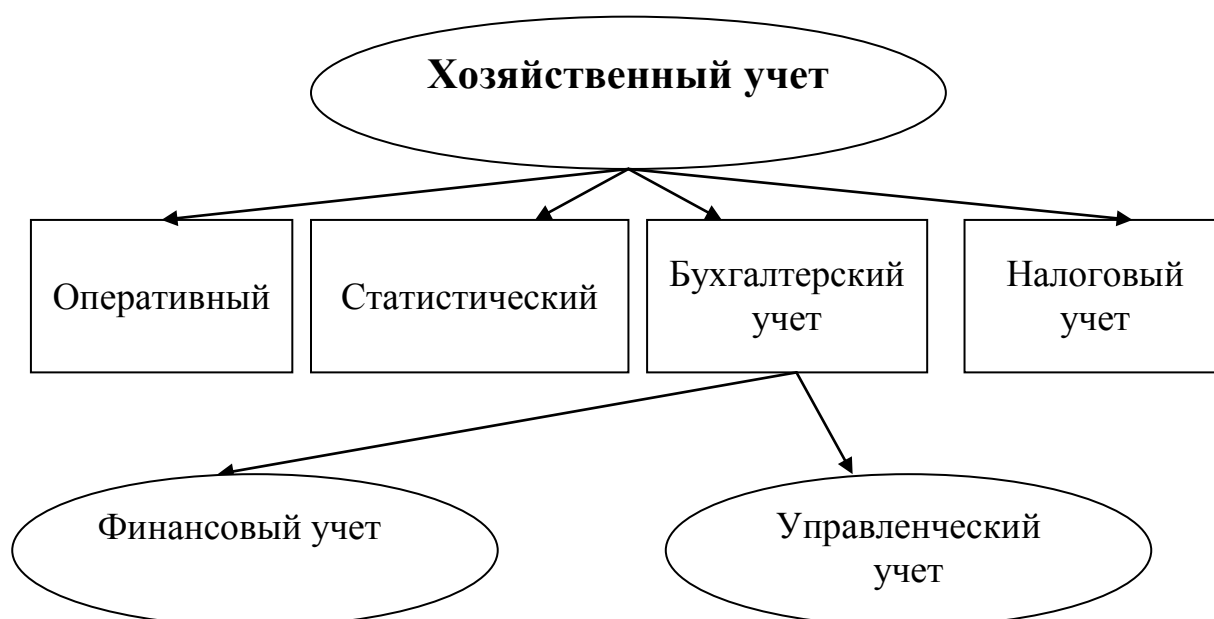 Хозяйственный учет
Оперативный
Статистический
Бухгалтерский
учет
Налоговый
учет
Финансовый учет
Управленческий
учет